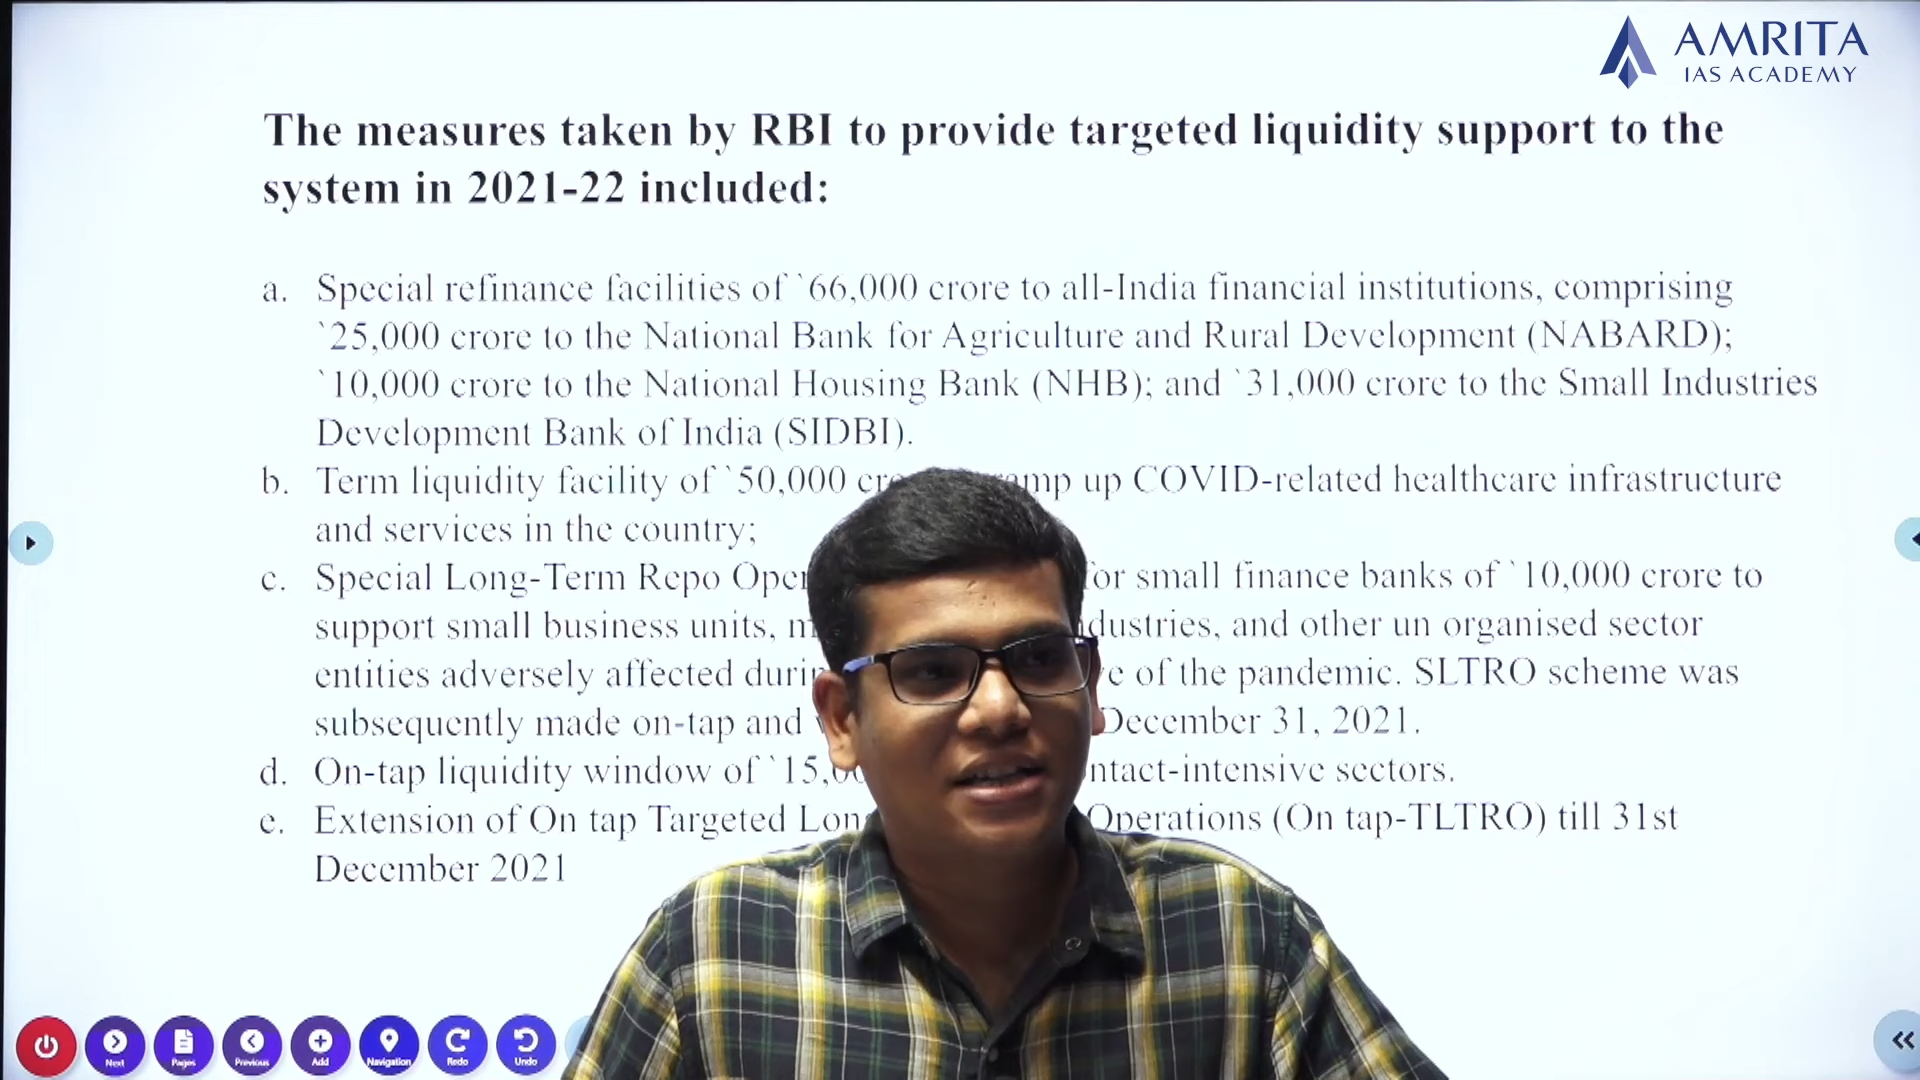 AMRITA
IAS ACADEMY
The measures taken by RBI to provide targeted liquidity support to the
system in 2021-22 included:
a. Special refinance facilities of `66,000 crore to all-India financial institutions, comprising
`25,000 crore to the National Bank for Agriculture and Rural Development (NABARD);
`10,000 crore to the National Housing Bank (NHB); and `31,000 crore to the Small Industries
Development Bank of India (SIDBI).
b. Term liquidity facility of `50,000 up COVID-related healthcare infrastructure
and services in the country;
c. Special Long-Term Repo for small finance banks of `10,000 crore to
support small business units, and other un organised sector
entities adversely affected of the pandemic. SLTRO scheme was
subsequently made on-tap and December 31, 2021.
d. On-tap liquidity window of sectors.
e. Extension of On tap Targeted Operations (On tap-TLTRO) till 31st
December 2021
Next Pages Previous Add Navigation Redo Undo